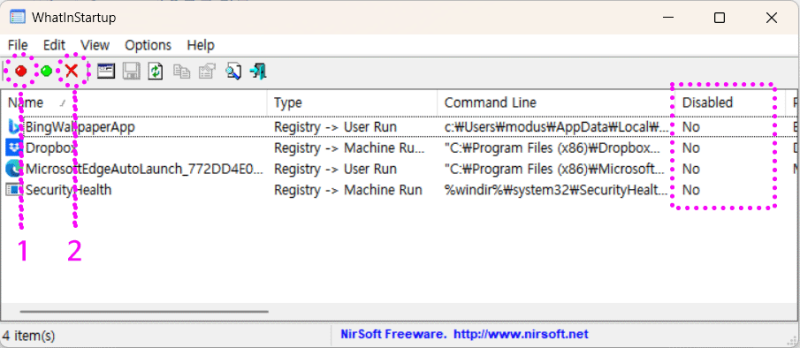 WhatInStartup
File Edit View Options Help
Name / Type Command Line Disabled
BingWallpaperApp Registry -> User Run c:₩Users₩modus₩AppData₩Local₩... No
Dropbox Registry -> Machine Ru... "C:₩Program Files (x86)₩Dropbox... No
MicrosoftEdgeAutoLaunch_772DD4E0... Registry -> User Run "C:₩Program Files (x86)₩Microsof... No
SecurityHealth Registry -> Machine Run %windir%₩system32₩SecurityHealt... No
1 2
4 item(s) NirSoft Freeware. http://www.nirsoft.net